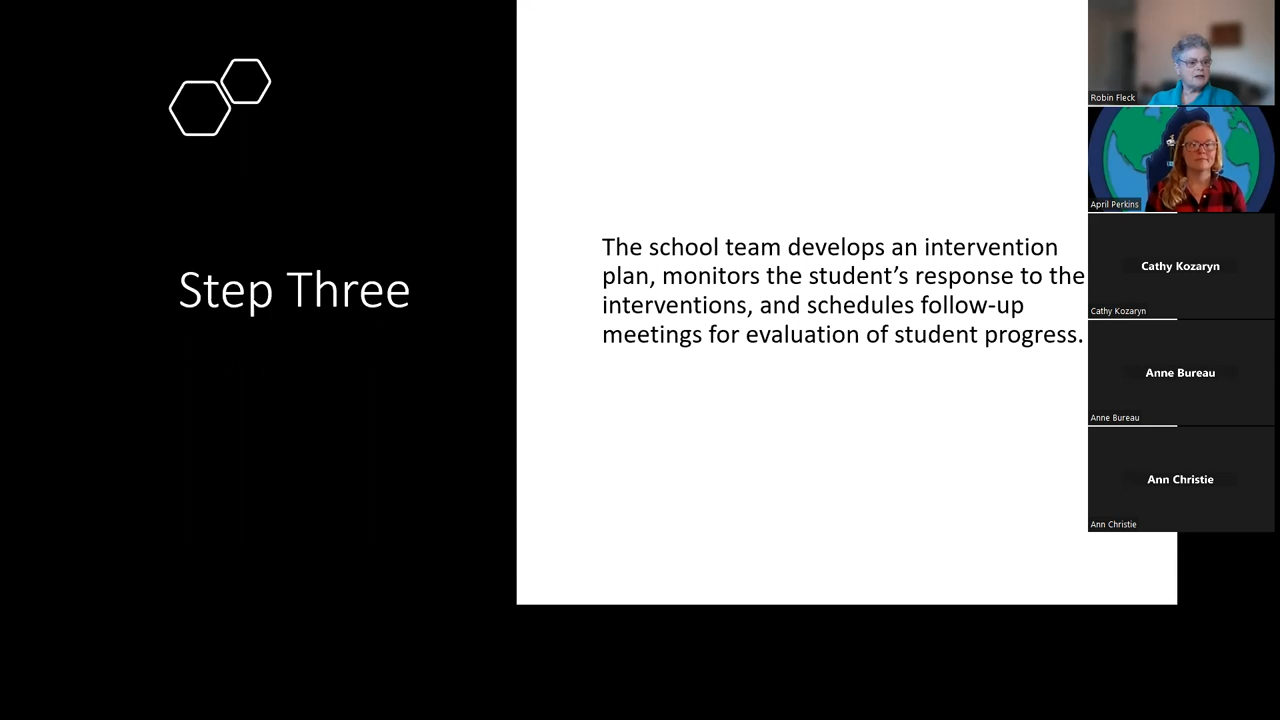 Step Three
The school team develops an intervention
plan, monitors the student’s response to the
interventions, and schedules follow-up
meetings for evaluation of student progress.
Robin Fleck
April Perkins
Cathy Kozaryn
Cathy Kozaryn
Anne Bureau
Anne Bureau
Ann Christie
Ann Christie